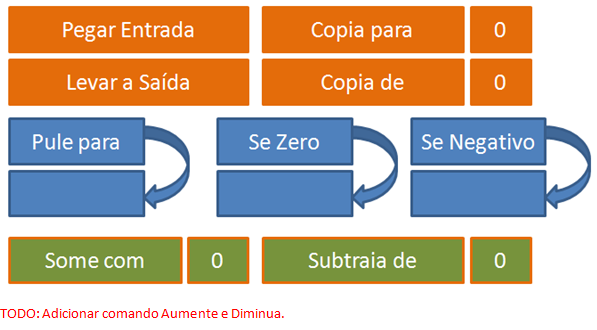 Pegar Entrada
Copia para
0
Levar a Saída
Copia de
0
Pule para
Se Zero
Se Negativo
Some com
0
Subtraia de
0
TODO: Adicionar comando Aumente e Diminua.